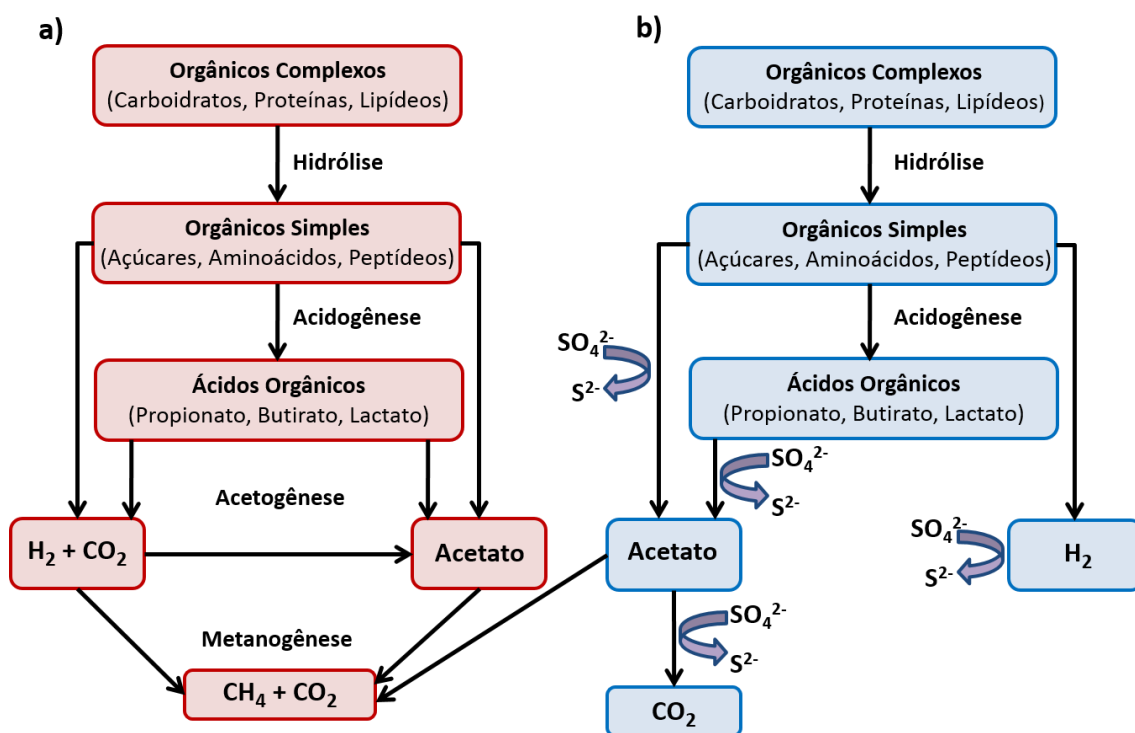 a)
Orgânicos Complexos
(Carboidratos, Proteínas, Lipídeos)
Hidrólise
Orgânicos Simples
(Açúcares, Aminoácidos, Peptídeos)
Acidogênese
Ácidos Orgânicos
(Propionato, Butirato, Lactato)
Acetogênese
H₂ + CO₂
Acetato
Metanogênese
CH₄ + CO₂
b)
Orgânicos Complexos
(Carboidratos, Proteínas, Lipídeos)
Hidrólise
Orgânicos Simples
(Açúcares, Aminoácidos, Peptídeos)
Acidogênese
SO₄²⁻
S²⁻
Ácidos Orgânicos
(Propionato, Butirato, Lactato)
SO₄²⁻
S²⁻
Acetato
SO₄²⁻
S²⁻
H₂
SO₄²⁻
S²⁻
CO₂